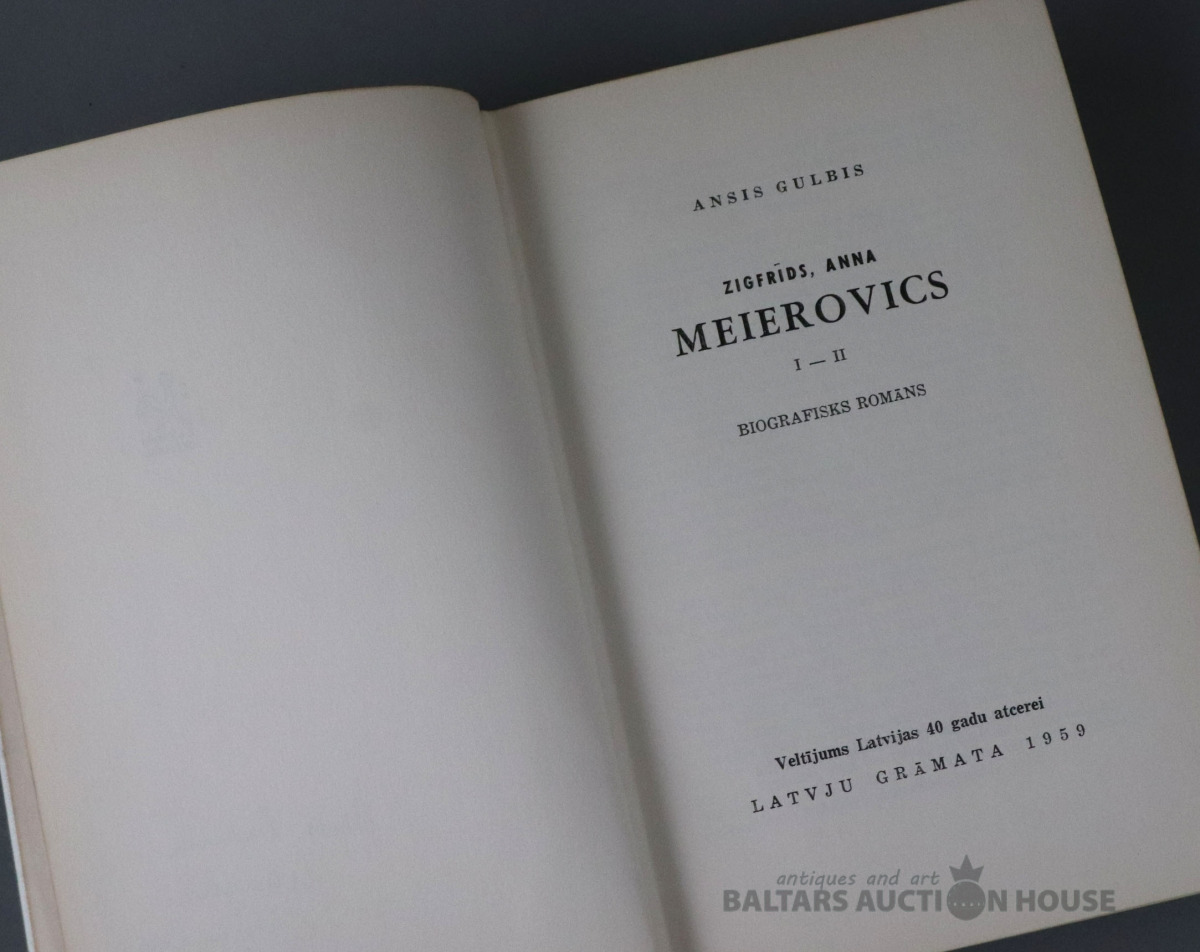 ANSIS GULBIS
ZIGFRĪDS, ANNA
MEIEROVICS
I — II
BIOGRAFISKS ROMĀNS
Veltījums Latvijas 40 gadu atcerei
LATVJU GRĀMATA 1959
antiques and art
BALTARS AUCTION HOUSE